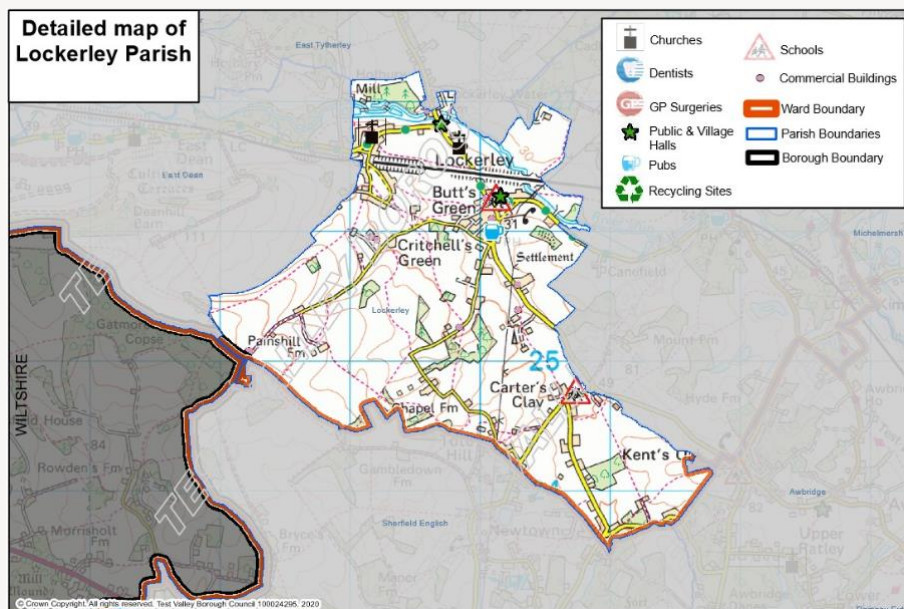 Detailed map of
Lockerley Parish
Churches
Dentists
GP Surgeries
Public & Village
Halls
Pubs
Recycling Sites
Schools
Commercial Buildings
Ward Boundary
Parish Boundaries
Borough Boundary
East Tytherley
Mill
Lockerley
East Dean
Butt's
Green
31
Critchell's
Green
Settlement
Canefield
Michelmersh
Lockerley
Mount Fm
Painshill
Fm
25
Carter's
Clay
49
81
Hyde Fm
Chapel Fm
Gambledown Fm
Kent's
WILTSHIRE
84
Rowden's Fm
Sherfield English
Newtown
Awbridge
Upper
Ratley
Morrisholt
Fm
Bryce's
Fm
Manor Fm
© Crown Copyright. All rights reserved. Test Valley Borough Council 100024295. 2020